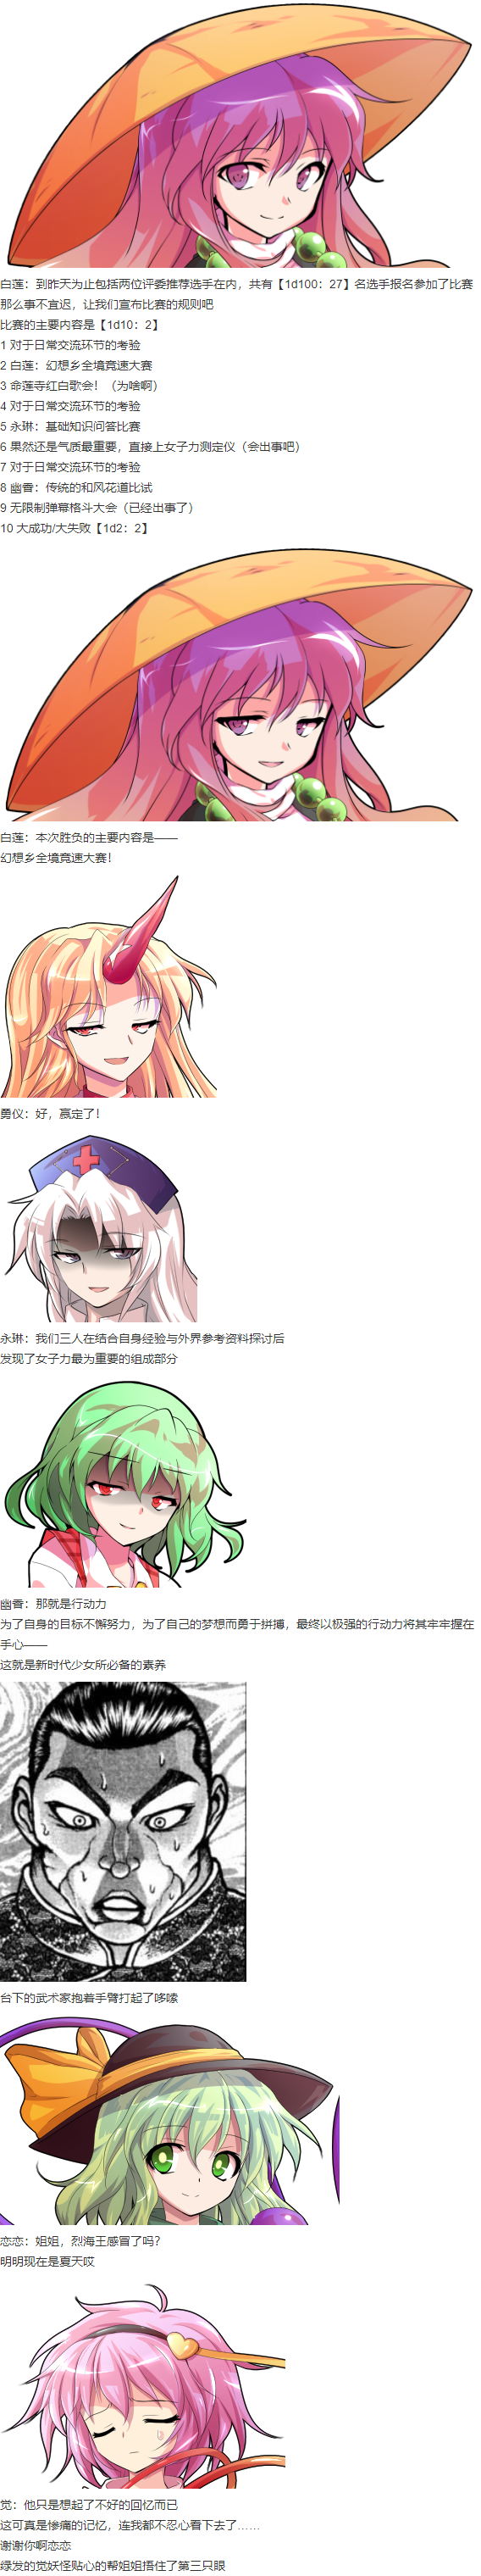 白莲：到昨天为止包括两位评委推荐选手在内，共有【1d100：27】名选手报名参加了比赛
那么事不宜迟，让我们宣布比赛的规则吧
比赛的主要内容是【1d10：2】
1 对于日常交流环节的考验
2 白莲：幻想乡全境竞速大赛
3 命莲寺红白歌会！（为啥啊）
4 对于日常交流环节的考验
5 永琳：基础知识问答比赛
6 果然还是气质最重要，直接上女子力测定仪（会出事吧）
7 对于日常交流环节的考验
8 幽香：传统的和风花道比试
9 无限制弹幕格斗大会（已经出事了）
10 大成功/大失败【1d2：2】
白莲：本次胜负的主要内容是——
幻想乡全境竞速大赛！
勇仪：好，赢定了！
永琳：我们三人在结合自身经验与外界参考资料探讨后
发现了女子力最为重要的组成部分
幽香：那就是行动力
为了自身的目标不懈努力，为了自己的梦想而勇于拼搏，最终以极强的行动力将其牢牢握在
手心——
这就是新时代少女所必备的素养
台下的武术家抱着手臂打起了哆嗦
恋恋：姐姐，烈海王感冒了吗？
明明现在是夏天哎
觉：他只是想起了不好的回忆而已
这可真是惨痛的记忆，连我都不忍心看下去了……
谢谢你啊恋恋
绿发的觉妖怪贴心的帮姐姐捂住了第三只眼